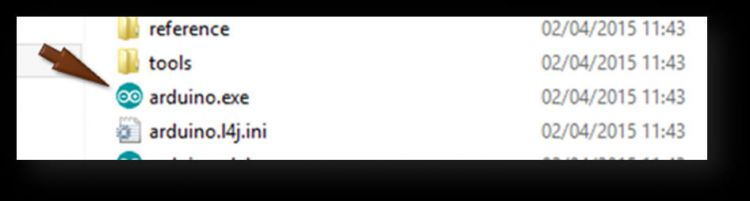 reference 02/04/2015 11:43
tools 02/04/2015 11:43
arduino.exe 02/04/2015 11:43
arduino.l4j.ini 02/04/2015 11:43